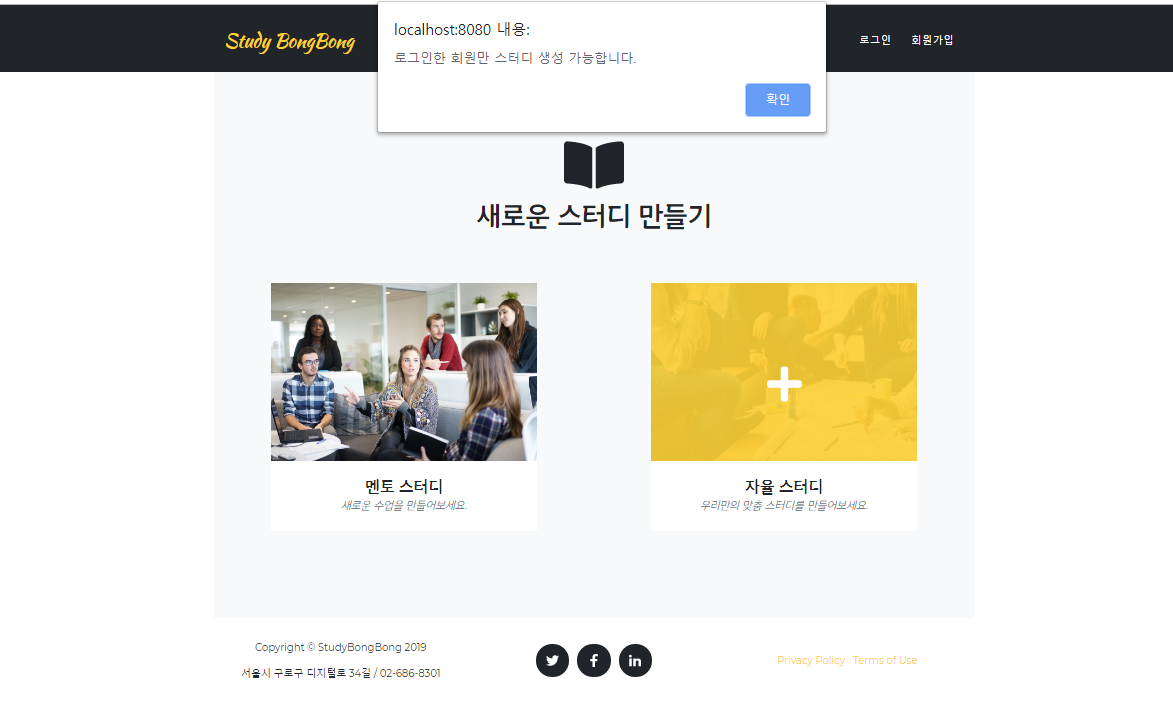 Study BongBong
localhost:8080 내용:
로그인한 회원만 스터디 생성 가능합니다.
확인
로그인 회원가입
새로운 스터디 만들기
멘토 스터디
새로운 수업을 만들어보세요.
자율 스터디
우리만의 맞춤 스터디를 만들어보세요.
Copyright © StudyBongBong 2019
서울시 구로구 디지털로 34길 / 02-686-8301
Privacy Policy Terms of Use